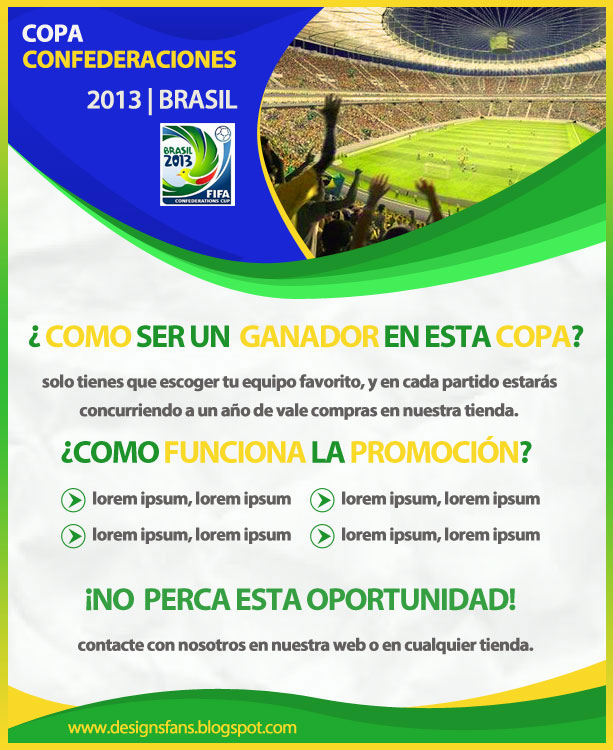 COPA
CONFEDERACIONES
2013 | BRASIL
BRASIL
2013
FIFA
CONFEDERATIONS CUP
¿ COMO SER UN GANADOR EN ESTA COPA?
solo tienes que escoger tu equipo favorito, y en cada partido estarás
concurriendo a un año de vale compras en nuestra tienda.
¿COMO FUNCIONA LA PROMOCIÓN?
lorem ipsum, lorem ipsum
lorem ipsum, lorem ipsum
lorem ipsum, lorem ipsum
lorem ipsum, lorem ipsum
¡NO PERCA ESTA OPORTUNIDAD!
contacte con nosotros en nuestra web o en cualquier tienda.
www.designsfans.blogspot.com